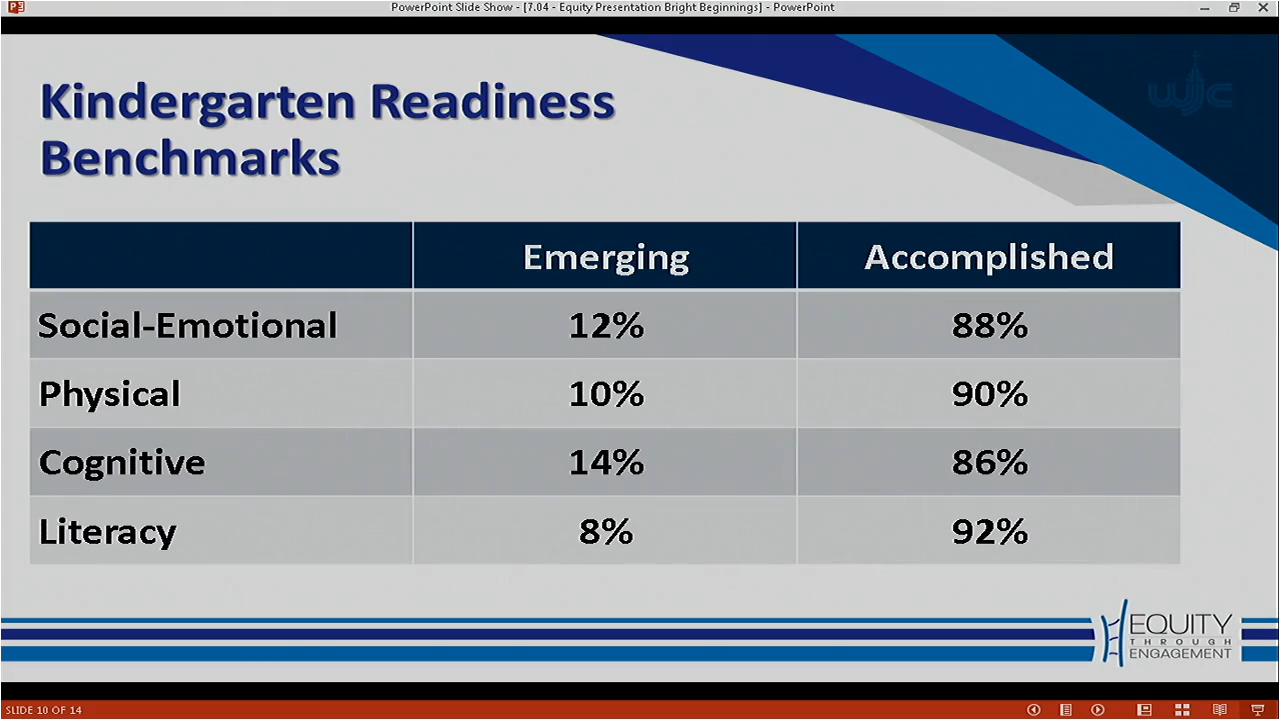 PowerPoint Slide Show - [7.04 - Equity Presentation Bright Beginnings] - PowerPoint
wjc
Kindergarten Readiness
Benchmarks
Emerging Accomplished
Social-Emotional 12% 88%
Physical 10% 90%
Cognitive 14% 86%
Literacy 8% 92%
EQUITY
THROUGH
ENGAGEMENT
SLIDE 10 OF 14